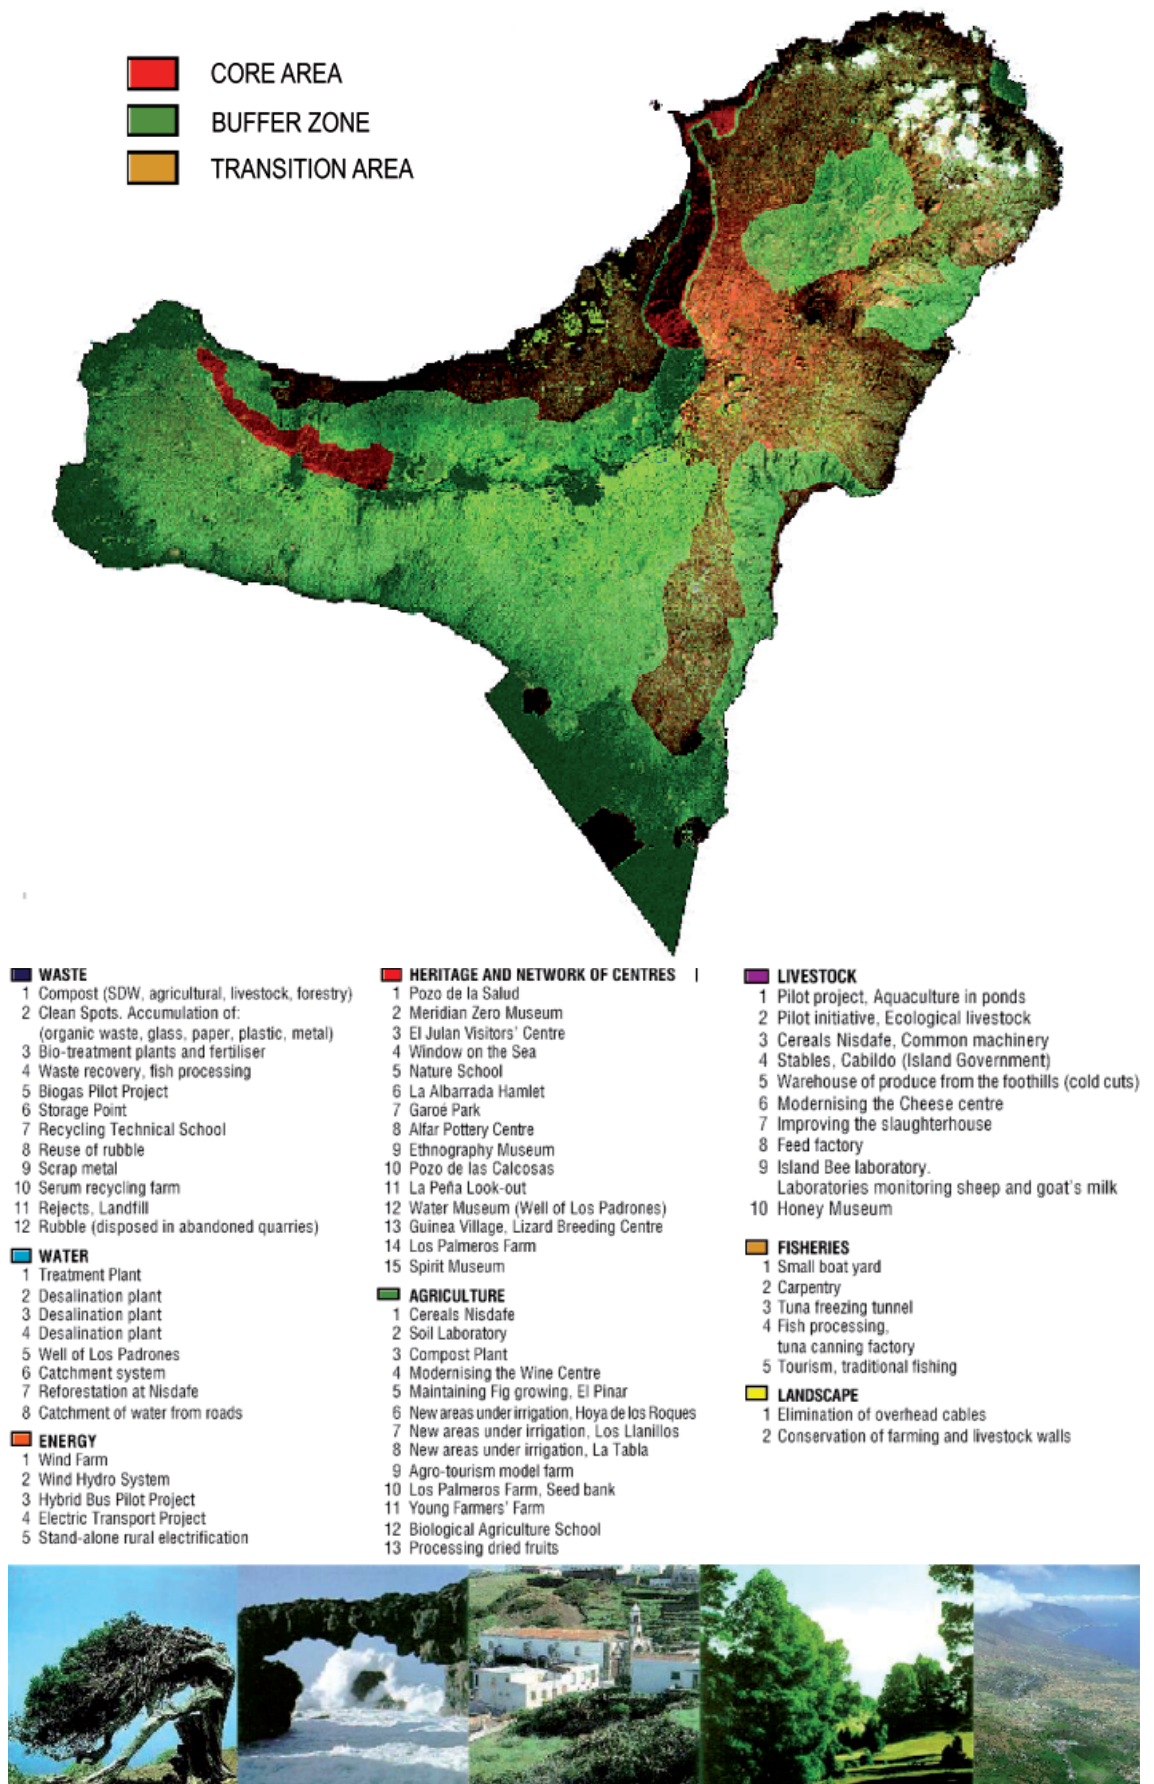 CORE AREA
BUFFER ZONE
TRANSITION AREA
WASTE
1 Compost (SDW, agricultural, livestock, forestry)
2 Clean Spots. Accumulation of:
(organic waste, glass, paper, plastic, metal)
3 Bio-treatment plants and fertiliser
4 Waste recovery, fish processing
5 Biogas Pilot Project
6 Storage Point
7 Recycling Technical School
8 Reuse of rubble
9 Scrap metal
10 Serum recycling farm
11 Rejects, Landfill
12 Rubble (disposed in abandoned quarries)
WATER
1 Treatment Plant
2 Desalination plant
3 Desalination plant
4 Desalination plant
5 Well of Los Padrones
6 Catchment system
7 Reforestation at Nisdafe
8 Catchment of water from roads
ENERGY
1 Wind Farm
2 Wind Hydro System
3 Hybrid Bus Pilot Project
4 Electric Transport Project
5 Stand-alone rural electrification
HERITAGE AND NETWORK OF CENTRES
1 Pozo de la Salud
2 Meridian Zero Museum
3 El Julan Visitors' Centre
4 Window on the Sea
5 Nature School
6 La Albarrada Hamlet
7 Garoé Park
8 Alfar Pottery Centre
9 Ethnography Museum
10 Pozo de las Calcosas
11 La Peña Look-out
12 Water Museum (Well of Los Padrones)
13 Guinea Village, Lizard Breeding Centre
14 Los Palmeros Farm
15 Spirit Museum
AGRICULTURE
1 Cereals Nisdafe
2 Soil Laboratory
3 Compost Plant
4 Modernising the Wine Centre
5 Maintaining Fig growing, El Pinar
6 New areas under irrigation, Hoya de los Roques
7 New areas under irrigation, Los Llanillos
8 New areas under irrigation, La Tabla
9 Agro-tourism model farm
10 Los Palmeros Farm, Seed bank
11 Young Farmers' Farm
12 Biological Agriculture School
13 Processing dried fruits
LIVESTOCK
1 Pilot project, Aquaculture in ponds
2 Pilot initiative, Ecological livestock
3 Cereals Nisdafe, Common machinery
4 Stables, Cabildo (Island Government)
5 Warehouse of produce from the foothills (cold cuts)
6 Modernising the Cheese centre
7 Improving the slaughterhouse
8 Feed factory
9 Island Bee laboratory.
Laboratories monitoring sheep and goat's milk
10 Honey Museum
FISHERIES
1 Small boat yard
2 Carpentry
3 Tuna freezing tunnel
4 Fish processing,
tuna canning factory
5 Tourism, traditional fishing
LANDSCAPE
1 Elimination of overhead cables
2 Conservation of farming and livestock walls